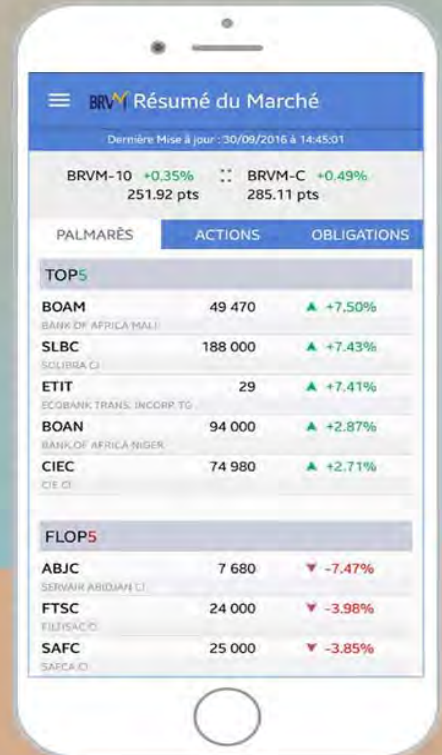 BRVM Résumé du Marché
Dernière Mise à jour : 30/09/2016 à 14:45:01
BRVM-10 +0,35% BRVM-C +0.49%
251.92 pts 285.11 pts
PALMARÈS ACTIONS OBLIGATIONS
TOP5
BOAM 49 470 +7.50%
BANK OF AFRICA MALI
SLBC 188 000 +7.43%
SOLIBRA CI
ETIT 29 +7.41%
ECOBANK TRANS. INCORP. TG
BOAN 94 000 +2.87%
BANK OF AFRICA NIGER
CIEC 74 980 +2.71%
CIE CI
FLOP5
ABJC 7 680 -7.47%
SERVAIR ABIDJAN CI
FTSC 24 000 -3.98%
FILTISAC CI
SAFC 25 000 -3.85%
SAFCA CI